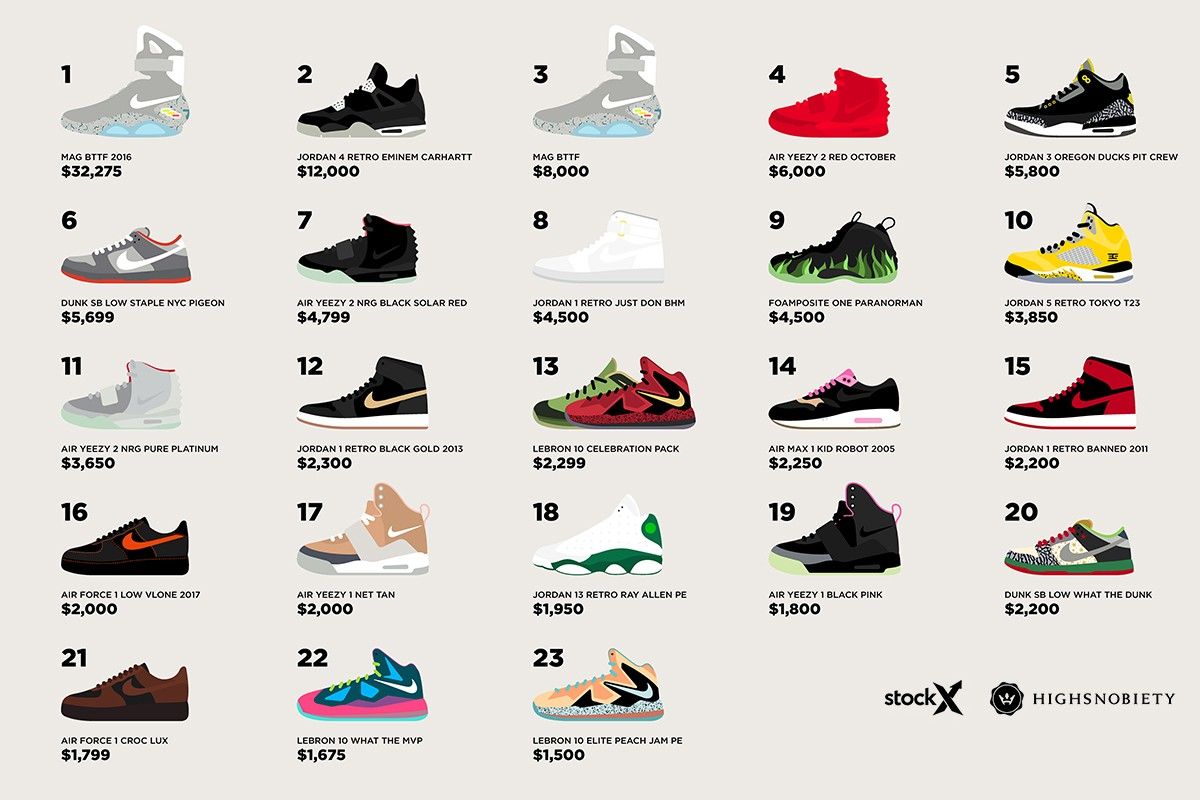 1
MAG BTTF 2016
$32,275
2
JORDAN 4 RETRO EMINEM CARHARTT
$12,000
3
MAG BTTF
$8,000
4
AIR YEEZY 2 RED OCTOBER
$6,000
5
JORDAN 3 OREGON DUCKS PIT CREW
$5,800
6
DUNK SB LOW STAPLE NYC PIGEON
$5,699
7
AIR YEEZY 2 NRG BLACK SOLAR RED
$4,799
8
JORDAN 1 RETRO JUST DON BHM
$4,500
9
FOAMPOSITE ONE PARANORMAN
$4,500
10
JORDAN 5 RETRO TOKYO T23
$3,850
11
AIR YEEZY 2 NRG PURE PLATINUM
$3,650
12
JORDAN 1 RETRO BLACK GOLD 2013
$2,300
13
LEBRON 10 CELEBRATION PACK
$2,299
14
AIR MAX 1 KID ROBOT 2005
$2,250
15
JORDAN 1 RETRO BANNED 2011
$2,200
16
AIR FORCE 1 LOW VLONE 2017
$2,000
17
AIR YEEZY 1 NET TAN
$2,000
18
JORDAN 13 RETRO RAY ALLEN PE
$1,950
19
AIR YEEZY 1 BLACK PINK
$1,800
20
DUNK SB LOW WHAT THE DUNK
$2,200
21
AIR FORCE 1 CROC LUX
$1,799
22
LEBRON 10 WHAT THE MVP
$1,675
23
LEBRON 10 ELITE PEACH JAM PE
$1,500
stockX
HIGHSNOBIETY